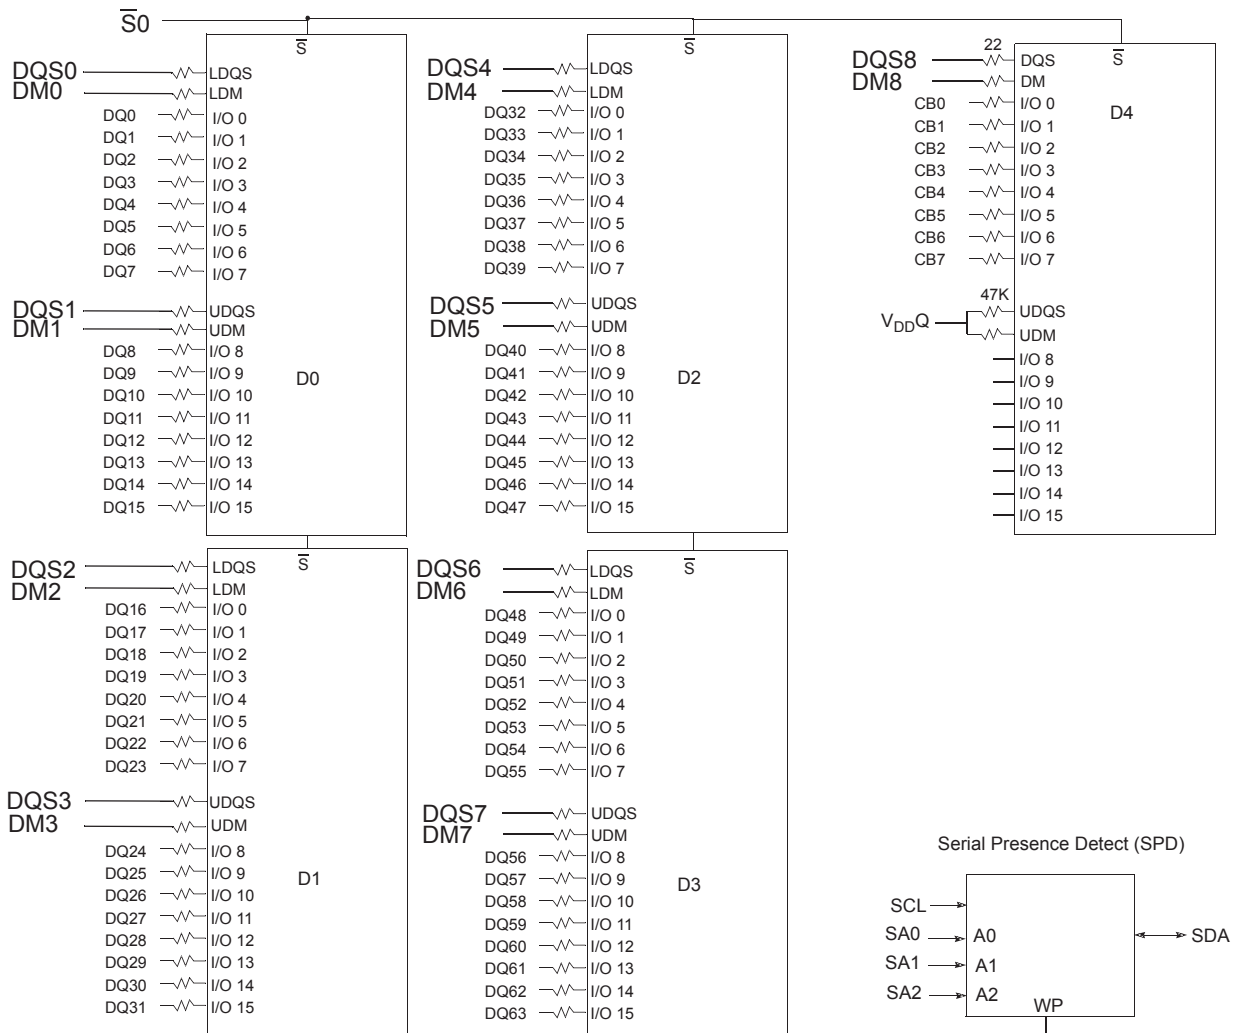 S0
S
DQS0 LDQS
DM0 LDM
DQ0 I/O 0
DQ1 I/O 1
DQ2 I/O 2
DQ3 I/O 3
DQ4 I/O 4
DQ5 I/O 5
DQ6 I/O 6
DQ7 I/O 7
DQS1 UDQS
DM1 UDM
DQ8 I/O 8
DQ9 I/O 9
DQ10 I/O 10
DQ11 I/O 11
DQ12 I/O 12
DQ13 I/O 13
DQ14 I/O 14
DQ15 I/O 15
D0
S
DQS2 LDQS
DM2 LDM
DQ16 I/O 0
DQ17 I/O 1
DQ18 I/O 2
DQ19 I/O 3
DQ20 I/O 4
DQ21 I/O 5
DQ22 I/O 6
DQ23 I/O 7
DQS3 UDQS
DM3 UDM
DQ24 I/O 8
DQ25 I/O 9
DQ26 I/O 10
DQ27 I/O 11
DQ28 I/O 12
DQ29 I/O 13
DQ30 I/O 14
DQ31 I/O 15
D1
S
DQS4 LDQS
DM4 LDM
DQ32 I/O 0
DQ33 I/O 1
DQ34 I/O 2
DQ35 I/O 3
DQ36 I/O 4
DQ37 I/O 5
DQ38 I/O 6
DQ39 I/O 7
DQS5 UDQS
DM5 UDM
DQ40 I/O 8
DQ41 I/O 9
DQ42 I/O 10
DQ43 I/O 11
DQ44 I/O 12
DQ45 I/O 13
DQ46 I/O 14
DQ47 I/O 15
D2
S
DQS6 LDQS
DM6 LDM
DQ48 I/O 0
DQ49 I/O 1
DQ50 I/O 2
DQ51 I/O 3
DQ52 I/O 4
DQ53 I/O 5
DQ54 I/O 6
DQ55 I/O 7
DQS7 UDQS
DM7 UDM
DQ56 I/O 8
DQ57 I/O 9
DQ58 I/O 10
DQ59 I/O 11
DQ60 I/O 12
DQ61 I/O 13
DQ62 I/O 14
DQ63 I/O 15
D3
S
22
DQS8 DQS
DM8 DM
CB0 I/O 0
CB1 I/O 1
CB2 I/O 2
CB3 I/O 3
CB4 I/O 4
CB5 I/O 5
CB6 I/O 6
CB7 I/O 7
D4
47K
UDQS
VDDQ
UDM
I/O 8
I/O 9
I/O 10
I/O 11
I/O 12
I/O 13
I/O 14
I/O 15
Serial Presence Detect (SPD)
SCL
SA0 A0
SA1 A1
SA2 A2
WP
SDA